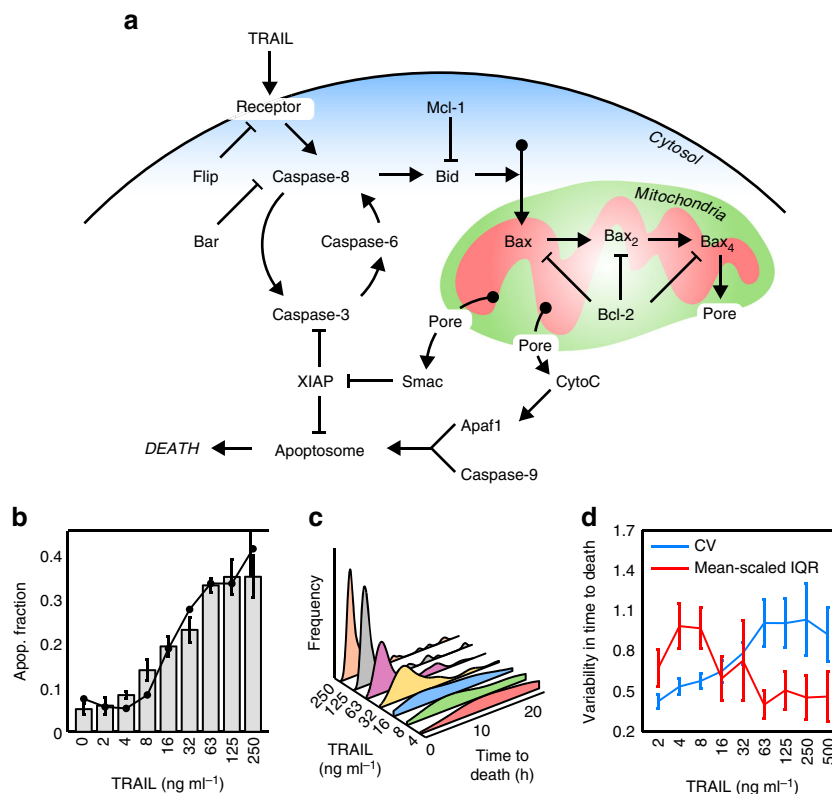 a
TRAIL
Receptor
Mcl-1
Cytosol
Flip
Caspase-8
Bid
Mitochondria
Bar
Caspase-6
Bax
Bax₂
Bax₄
Caspase-3
Pore
Bcl-2
Pore
Pore
XIAP
Smac
CytoC
Apaf1
DEATH
Apoptosome
Caspase-9
b
Apop. fraction
0.4
0.3
0.2
0.1
0
0 2 4 8 16 32 63 125 250
TRAIL (ng ml⁻¹)
c
Frequency
250 125 63 32 16 8 4
TRAIL
(ng ml⁻¹)
0 10 20
Time to
death (h)
d
Variability in time to death
1.7
1.4
1.1
0.8
0.5
0.2
CV
Mean-scaled IQR
2 4 8 16 32 63 125 250 500
TRAIL (ng ml⁻¹)